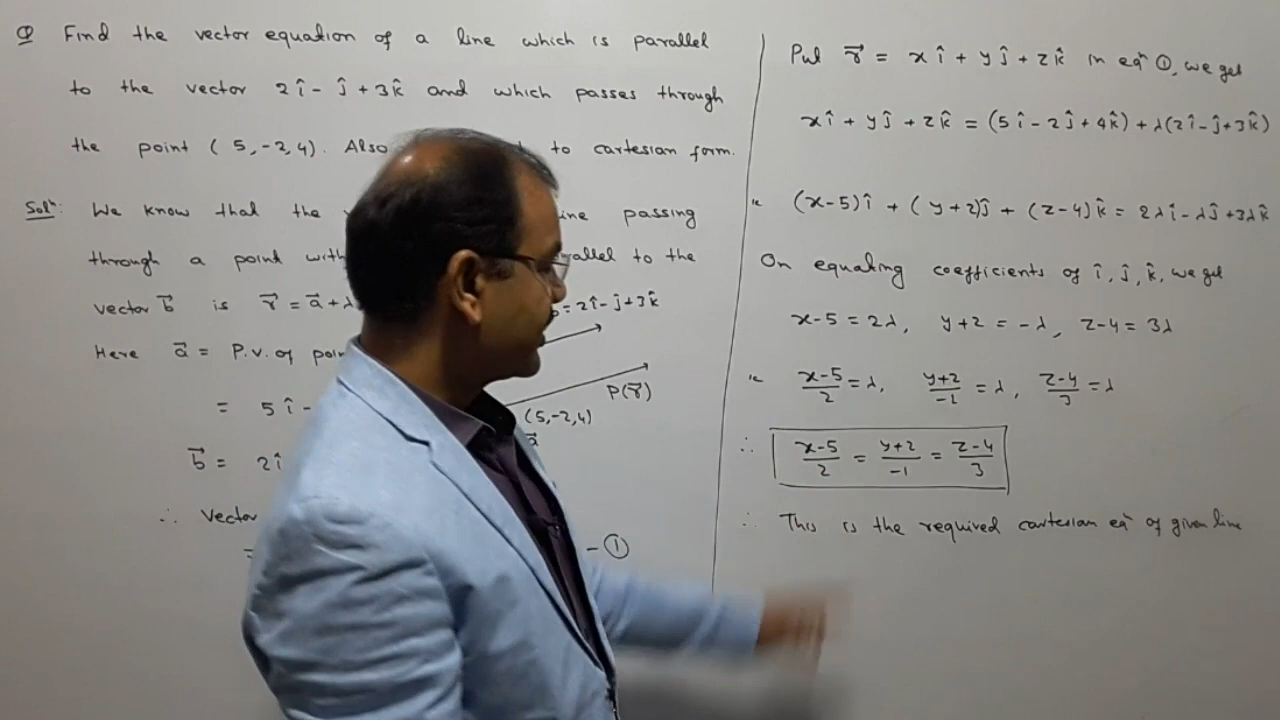 Q Find the vector equation of a line which is parallel
to the vector 2î - ĵ + 3k̂ and which passes through
the point (5, -2, 4). Also to cartesian form.
Solⁿ: We know that the line passing
through a point with parallel to the
vector b⃗ is r⃗ = a⃗ + λ
b⃗ = 2î - ĵ + 3k̂
Here a⃗ = P.v. of point
P(r⃗)
= 5î -
(5, -2, 4)
a⃗
b⃗ = 2î
∴ Vector
= - ①
Put r⃗ = xî + yĵ + zk̂ in eqⁿ ①, we get
xî + yĵ + zk̂ = (5î - 2ĵ + 4k̂) + λ(2î - ĵ + 3k̂)
(x-5)î + (y+2)ĵ + (z-4)k̂ = 2λî - λĵ + 3λk̂
On equating coefficients of î, ĵ, k̂, we get
x-5 = 2λ, y+2 = -λ, z-4 = 3λ
(x-5)/2 = λ, (y+2)/-1 = λ, (z-4)/3 = λ
∴ (x-5)/2 = (y+2)/-1 = (z-4)/3
∴ This is the required cartesian eqⁿ of given line